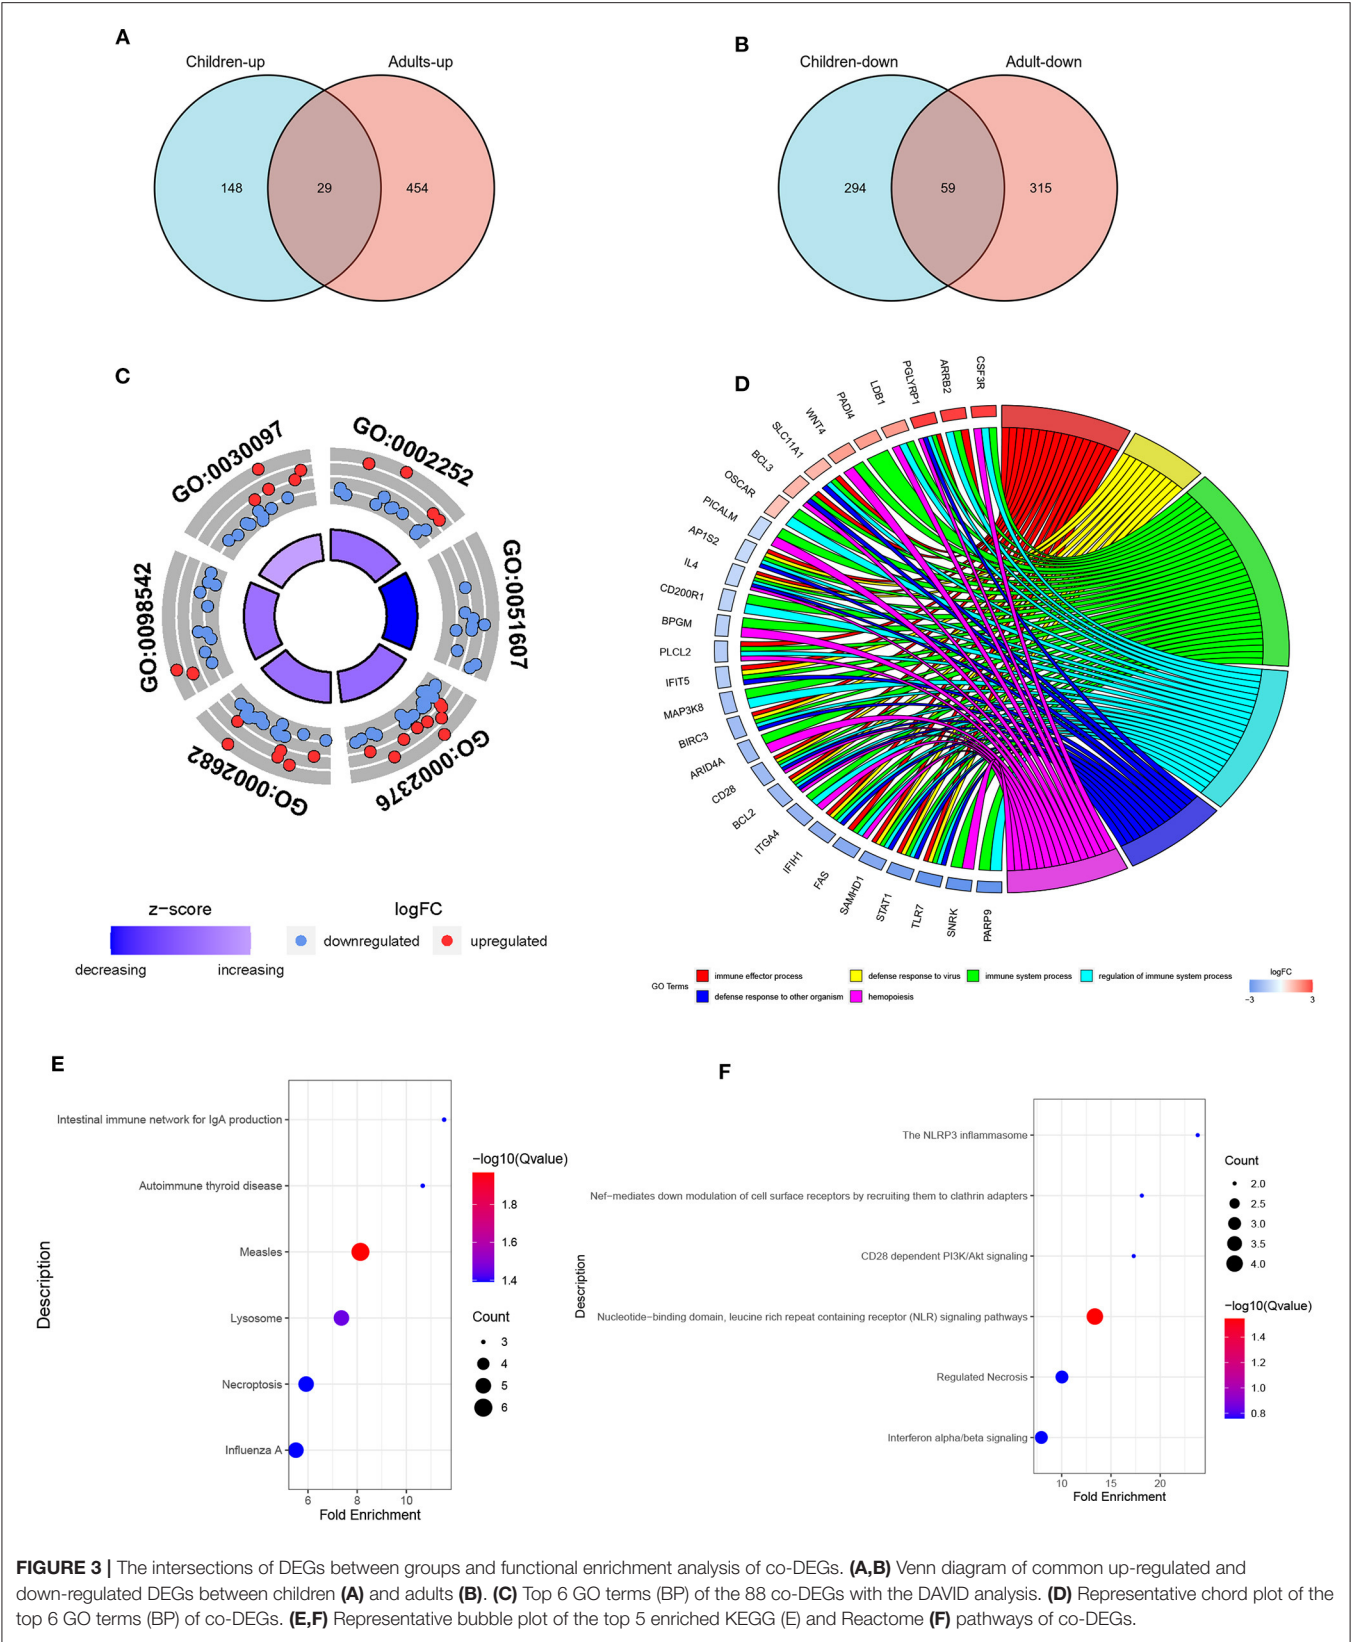 A
Children-up
Adults-up
148
29
454
B
Children-down
Adult-down
294
59
315
C
GO:0030097
GO:0002252
GO:0098542
GO:0051607
GO:0002682
GO:0002376
z-score
decreasing
increasing
logFC
downregulated
upregulated
D
CSF3R
ARRB2
PGLYRP1
LDB1
PADI4
WNT4
SLC11A1
BCL3
OSCAR
PICALM
AP1S2
IL4
CD200R1
BPGM
PLCL2
IFIT5
MAP3K8
BIRC3
ARID4A
CD28
BCL2
ITGA4
IFIH1
FAS
SAMHD1
STAT1
TLR7
SNRK
PARP9
GO Terms
immune effector process
defense response to virus
immune system process
regulation of immune system process
defense response to other organism
hemopoiesis
logFC
-3
3
E
Description
Intestinal immune network for IgA production
Autoimmune thyroid disease
Measles
Lysosome
Necroptosis
Influenza A
6
8
10
Fold Enrichment
-log10(Qvalue)
1.8
1.6
1.4
Count
3
4
5
6
F
Description
The NLRP3 inflammasome
Nef-mediates down modulation of cell surface receptors by recruiting them to clathrin adapters
CD28 dependent PI3K/Akt signaling
Nucleotide-binding domain, leucine rich repeat containing receptor (NLR) signaling pathways
Regulated Necrosis
Interferon alpha/beta signaling
10
15
20
Fold Enrichment
Count
2.0
2.5
3.0
3.5
4.0
-log10(Qvalue)
1.4
1.2
1.0
0.8
FIGURE 3 | The intersections of DEGs between groups and functional enrichment analysis of co-DEGs. (A,B) Venn diagram of common up-regulated and
down-regulated DEGs between children (A) and adults (B). (C) Top 6 GO terms (BP) of the 88 co-DEGs with the DAVID analysis. (D) Representative chord plot of the
top 6 GO terms (BP) of co-DEGs. (E,F) Representative bubble plot of the top 5 enriched KEGG (E) and Reactome (F) pathways of co-DEGs.